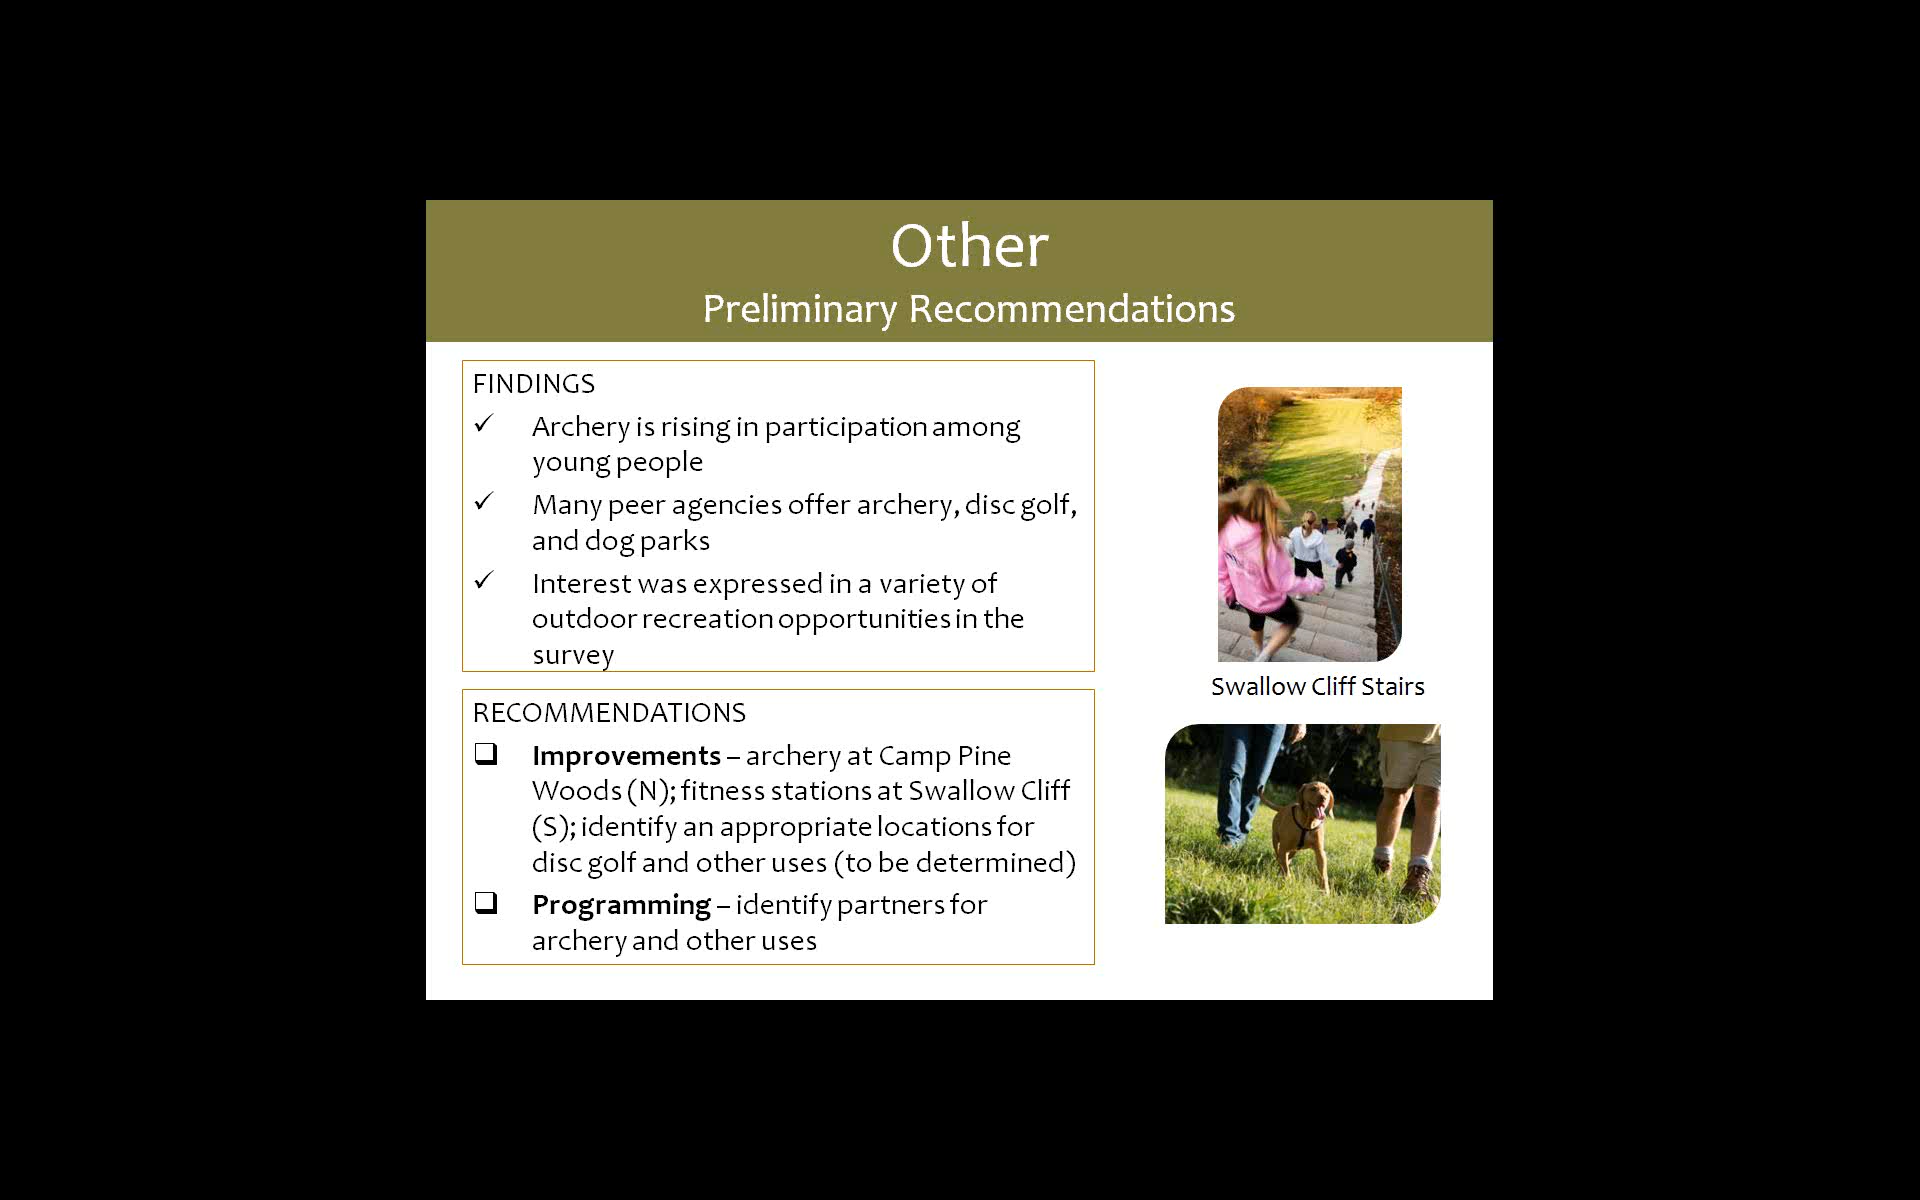 Other
Preliminary Recommendations
FINDINGS
✓ Archery is rising in participation among
young people
✓ Many peer agencies offer archery, disc golf,
and dog parks
✓ Interest was expressed in a variety of
outdoor recreation opportunities in the
survey
RECOMMENDATIONS
❑ Improvements – archery at Camp Pine
Woods (N); fitness stations at Swallow Cliff
(S); identify an appropriate locations for
disc golf and other uses (to be determined)
❑ Programming – identify partners for
archery and other uses
Swallow Cliff Stairs